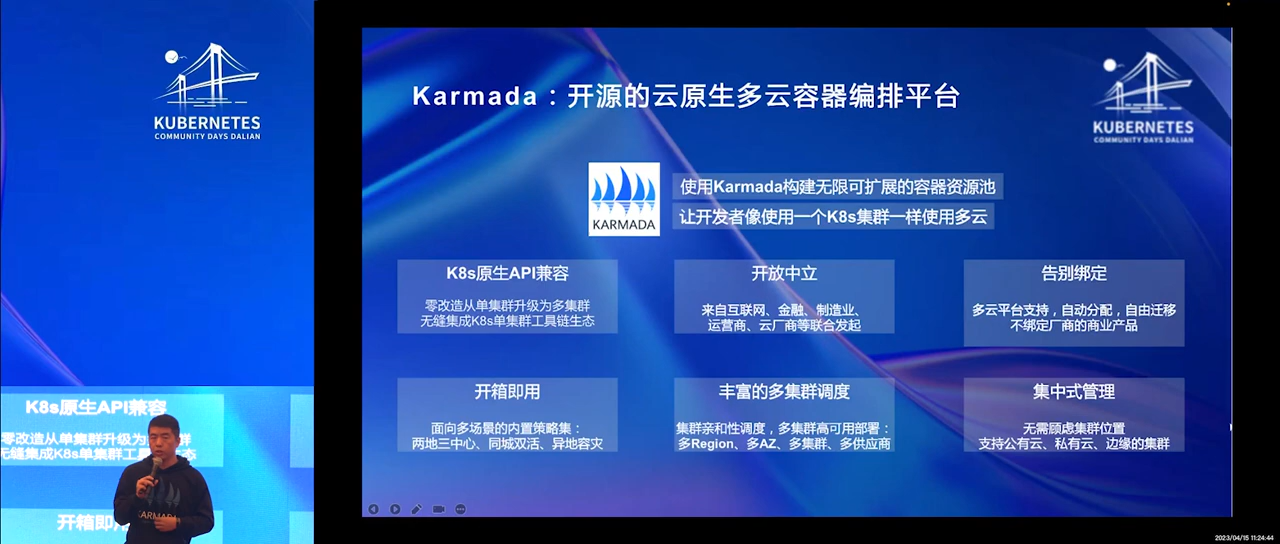 KUBERNETES
COMMUNITY DAYS DALIAN
K8s原生API兼容
零改造从单集群升级为多集群
无缝集成K8s单集群工具链生态
开箱即用
KARMADA
Karmada：开源的云原生多云容器编排平台
KUBERNETES
COMMUNITY DAYS DALIAN
KARMADA
使用Karmada构建无限可扩展的容器资源池
让开发者像使用一个K8s集群一样使用多云
K8s原生API兼容
零改造从单集群升级为多集群
无缝集成K8s单集群工具链生态
开放中立
来自互联网、金融、制造业、
运营商、云厂商等联合发起
告别绑定
多云平台支持，自动分配，自由迁移
不绑定厂商的商业产品
开箱即用
面向多场景的内置策略集：
两地三中心、同城双活、异地容灾
丰富的多集群调度
集群亲和性调度，多集群高可用部署：
多Region、多AZ、多集群、多供应商
集中式管理
无需顾虑集群位置
支持公有云、私有云、边缘的集群
2023/04/15 11:24:44